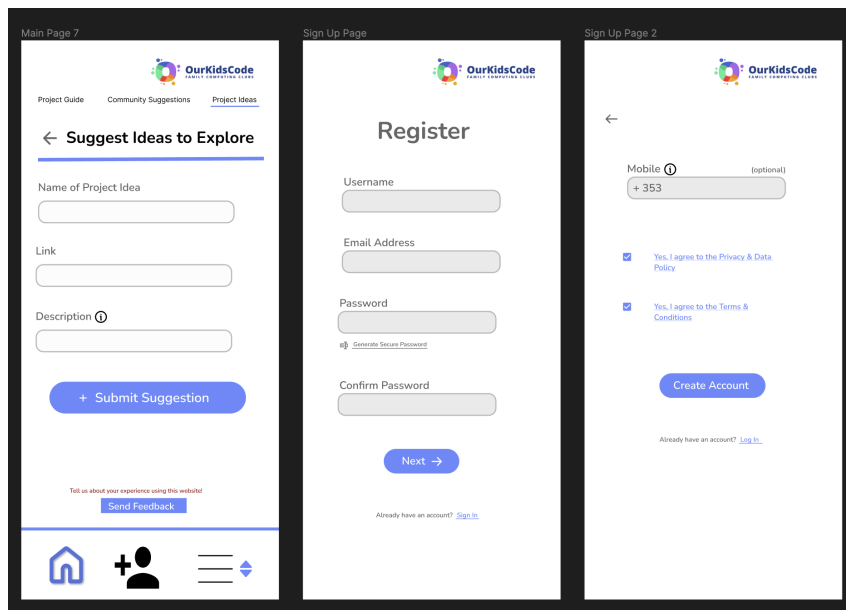 Main Page 7
OurKidsCode
FAMILY COMPUTING CLUBS
Project Guide Community Suggestions Project Ideas
Suggest Ideas to Explore
Name of Project Idea
Link
Description
+ Submit Suggestion
Tell us about your experience using this website!
Send Feedback
Sign Up Page
OurKidsCode
FAMILY COMPUTING CLUBS
Register
Username
Email Address
Password
Generate Secure Password
Confirm Password
Next →
Already have an account? Sign In
Sign Up Page 2
OurKidsCode
FAMILY COMPUTING CLUBS
Mobile (optional)
+ 353
Yes, I agree to the Privacy & Data
Policy
Yes, I agree to the Terms &
Conditions
Create Account
Already have an account? Log In